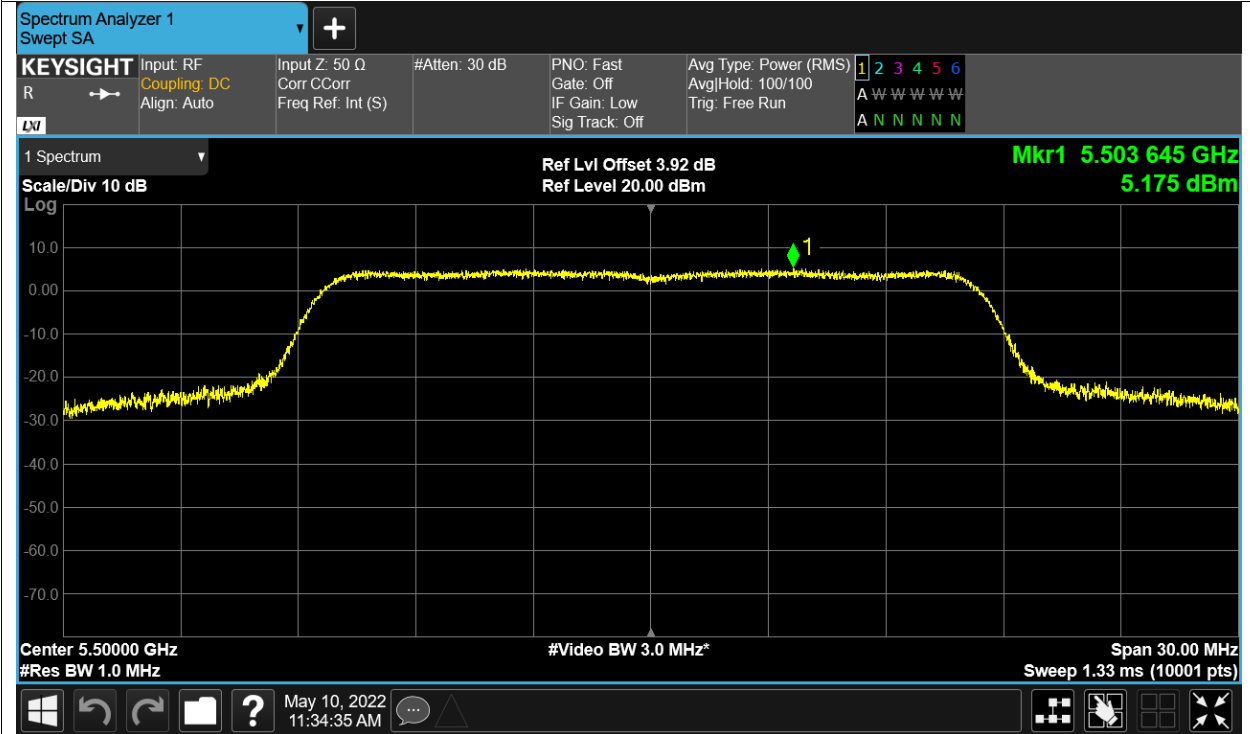 Spectrum Analyzer 1
Swept SA
+
KEYSIGHT
R
LXI
Input: RF
Coupling: DC
Align: Auto
Input Z: 50 Ω
Corr CCorr
Freq Ref: Int (S)
#Atten: 30 dB
PNO: Fast
Gate: Off
IF Gain: Low
Sig Track: Off
Avg Type: Power (RMS)
Avg|Hold: 100/100
Trig: Free Run
1 2 3 4 5 6
A W W W W W
A N N N N N
1 Spectrum
Scale/Div 10 dB
Log
Ref Lvl Offset 3.92 dB
Ref Level 20.00 dBm
Mkr1 5.503 645 GHz
5.175 dBm
1
10.0
0.00
-10.0
-20.0
-30.0
-40.0
-50.0
-60.0
-70.0
Center 5.50000 GHz
#Res BW 1.0 MHz
#Video BW 3.0 MHz*
Span 30.00 MHz
Sweep 1.33 ms (10001 pts)
?
May 10, 2022
11:34:35 AM